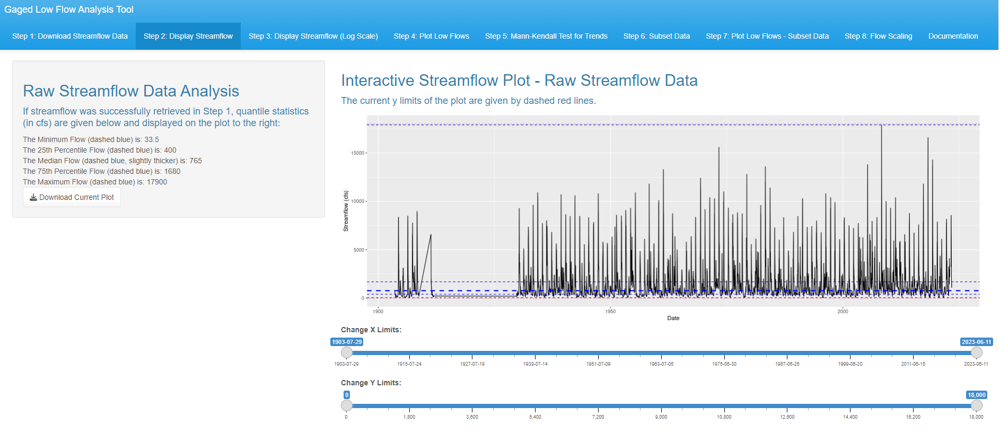 Gaged Low Flow Analysis Tool
Step 1: Download Streamflow Data
Step 2: Display Streamflow
Step 3: Display Streamflow (Log Scale)
Step 4: Plot Low Flows
Step 5: Mann-Kendall Test for Trends
Step 6: Subset Data
Step 7: Plot Low Flows - Subset Data
Step 8: Flow Scaling
Documentation
Raw Streamflow Data Analysis
If streamflow was successfully retrieved in Step 1, quantile statistics
(in cfs) are given below and displayed on the plot to the right:
The Minimum Flow (dashed blue) is: 33.5
The 25th Percentile Flow (dashed blue) is: 400
The Median Flow (dashed blue, slightly thicker) is: 765
The 75th Percentile Flow (dashed blue) is: 1680
The Maximum Flow (dashed blue) is: 17900
Download Current Plot
Interactive Streamflow Plot - Raw Streamflow Data
The current y limits of the plot are given by dashed red lines.
Streamflow (cfs)
15000
10000
5000
0
1900
1950
2000
Date
Change X Limits:
1903-07-29
2023-06-11
1903-07-29
1915-07-24
1927-07-19
1939-07-14
1951-07-09
1963-07-05
1975-06-30
1987-06-25
1999-06-20
2011-06-15
2023-06-11
Change Y Limits:
0
18,000
0
1,800
3,600
5,400
7,200
9,000
10,800
12,600
14,400
16,200
18,000